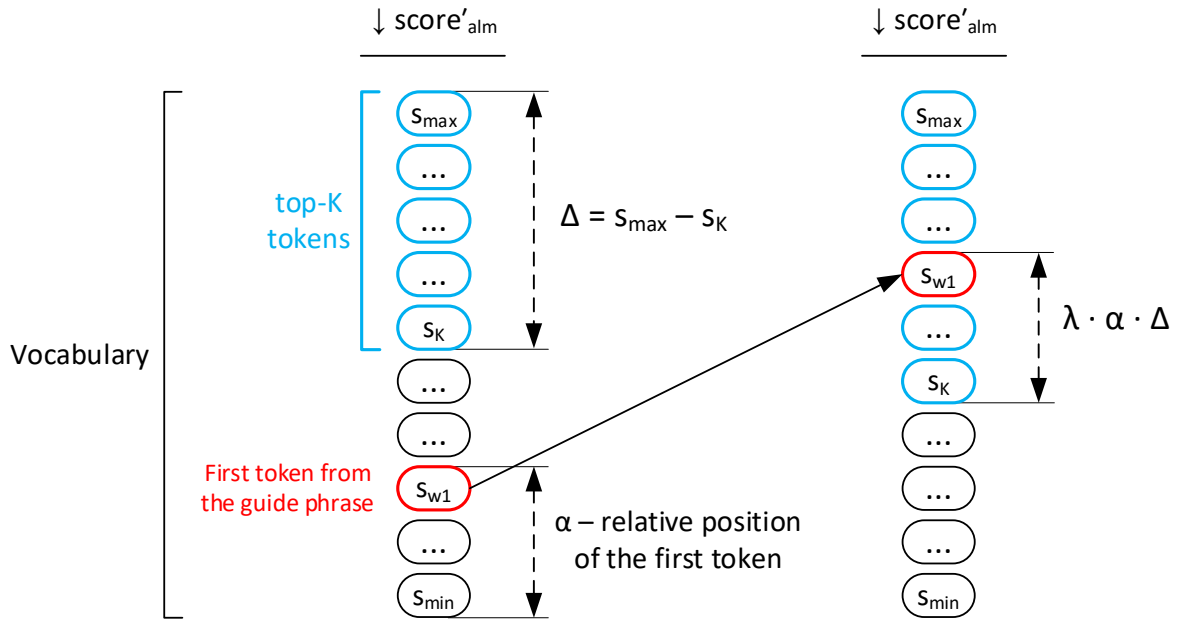 ↓ score′alm
↓ score′alm
Vocabulary
top-K
tokens
First token from
the guide phrase
smax
...
...
...
sK
...
...
sw1
...
smin
Δ = smax – sK
α – relative position
of the first token
smax
...
...
sw1
...
sK
...
...
...
smin
λ · α · Δ